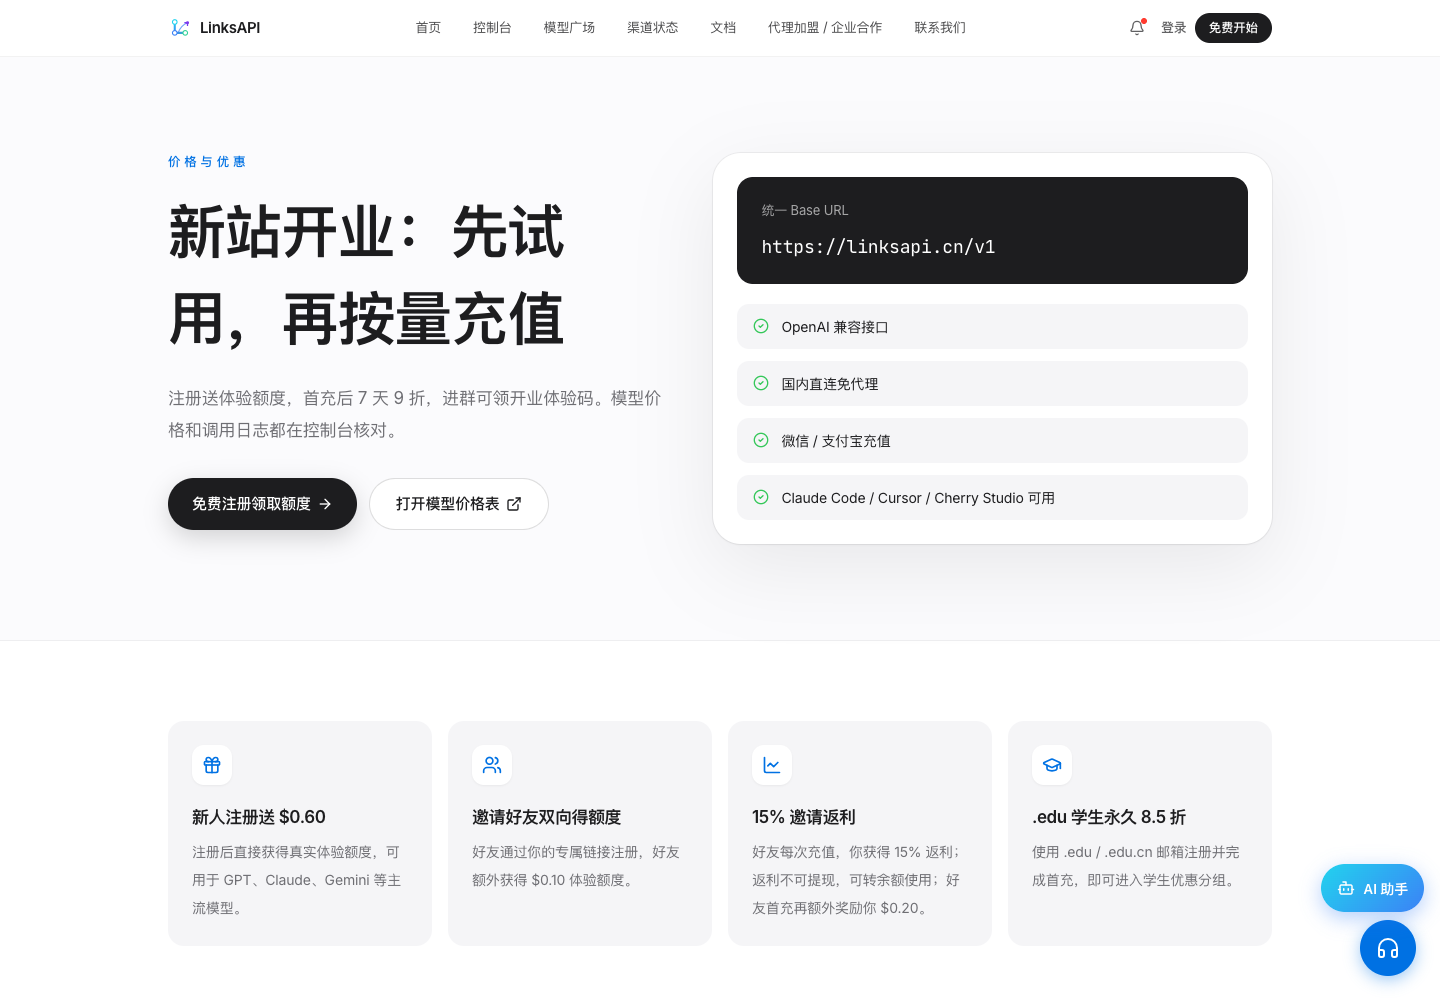 LinksAPI
首页
控制台
模型广场
渠道状态
文档
代理加盟 / 企业合作
联系我们
登录
免费开始
价格与优惠
新站开业：先试
用，再按量充值
注册送体验额度，首充后 7 天 9 折，进群可领开业体验码。模型价
格和调用日志都在控制台核对。
免费注册领取额度
打开模型价格表
统一 Base URL
https://linksapi.cn/v1
OpenAI 兼容接口
国内直连免代理
微信 / 支付宝充值
Claude Code / Cursor / Cherry Studio 可用
新人注册送 $0.60
注册后直接获得真实体验额度，可
用于 GPT、Claude、Gemini 等主
流模型。
邀请好友双向得额度
好友通过你的专属链接注册，好友
额外获得 $0.10 体验额度。
15% 邀请返利
好友每次充值，你获得 15% 返利；
返利不可提现，可转余额使用；好
友首充再额外奖励你 $0.20。
.edu 学生永久 8.5 折
使用 .edu / .edu.cn 邮箱注册并完
成首充，即可进入学生优惠分组。
AI 助手